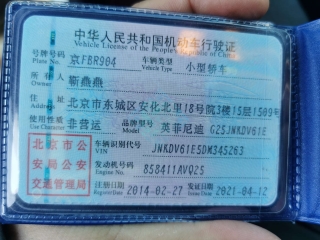 中华人民共和国机动车行驶证
Vehicle License of the People's Republic of China
号牌号码 京FBR904 车辆类型 小型轿车
Plate No. Vehicle Type
所有人 靳燕燕
Owner
住址 北京市东城区安化北里18号院3楼15层1509号
Address
使用性质 非营运 品牌型号 英菲尼迪 G25JNKDV61E
Use Character Model
北京市公安局公安交通管理局
车辆识别代号 JNKDV61E5DM345263
VIN
发动机号码 858411AVQ25
Engine No.
注册日期 2014-02-27 发证日期 2021-04-12
Register Date Issue Date